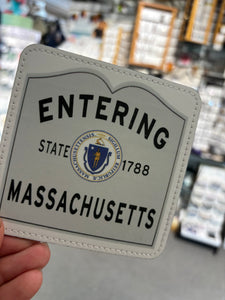 ENTERING
STATE 1788
MASSACHUSETTS